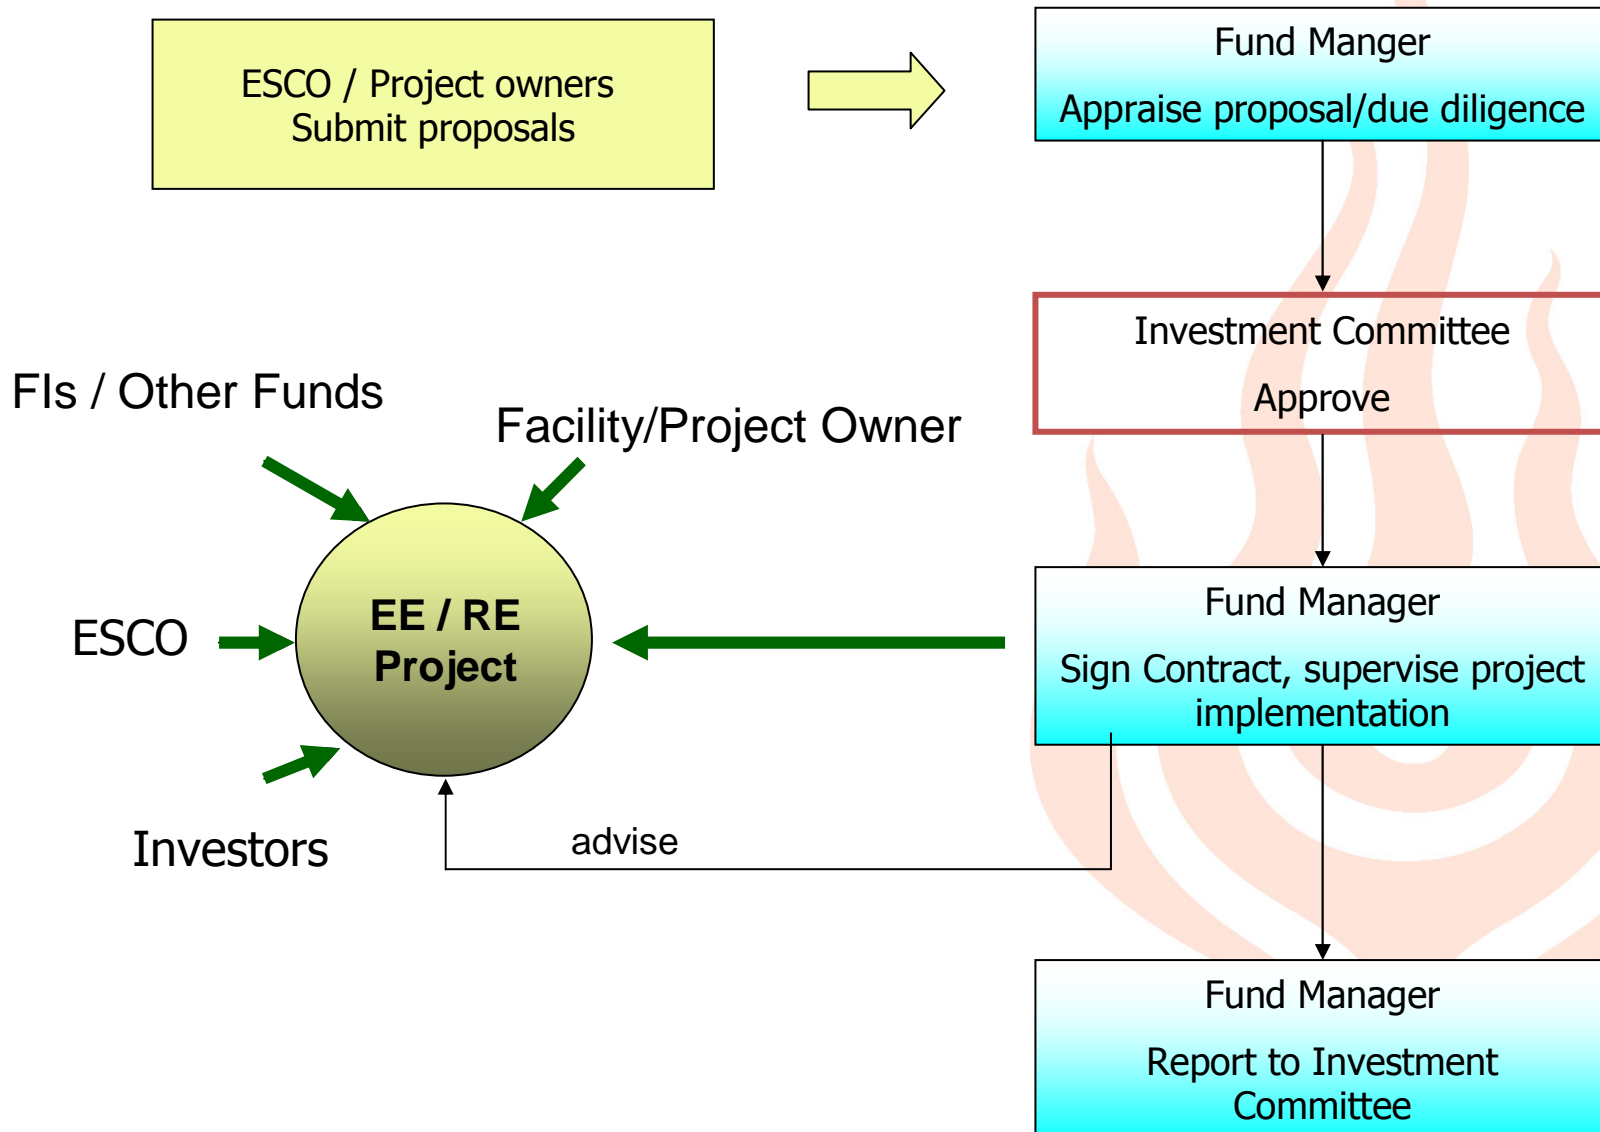 ESCO / Project owners
Submit proposals
Fund Manger
Appraise proposal/due diligence
Investment Committee
Approve
FIs / Other Funds
Facility/Project Owner
EE / RE
Project
ESCO
Fund Manager
Sign Contract, supervise project
implementation
Investors
advise
Fund Manager
Report to Investment
Committee